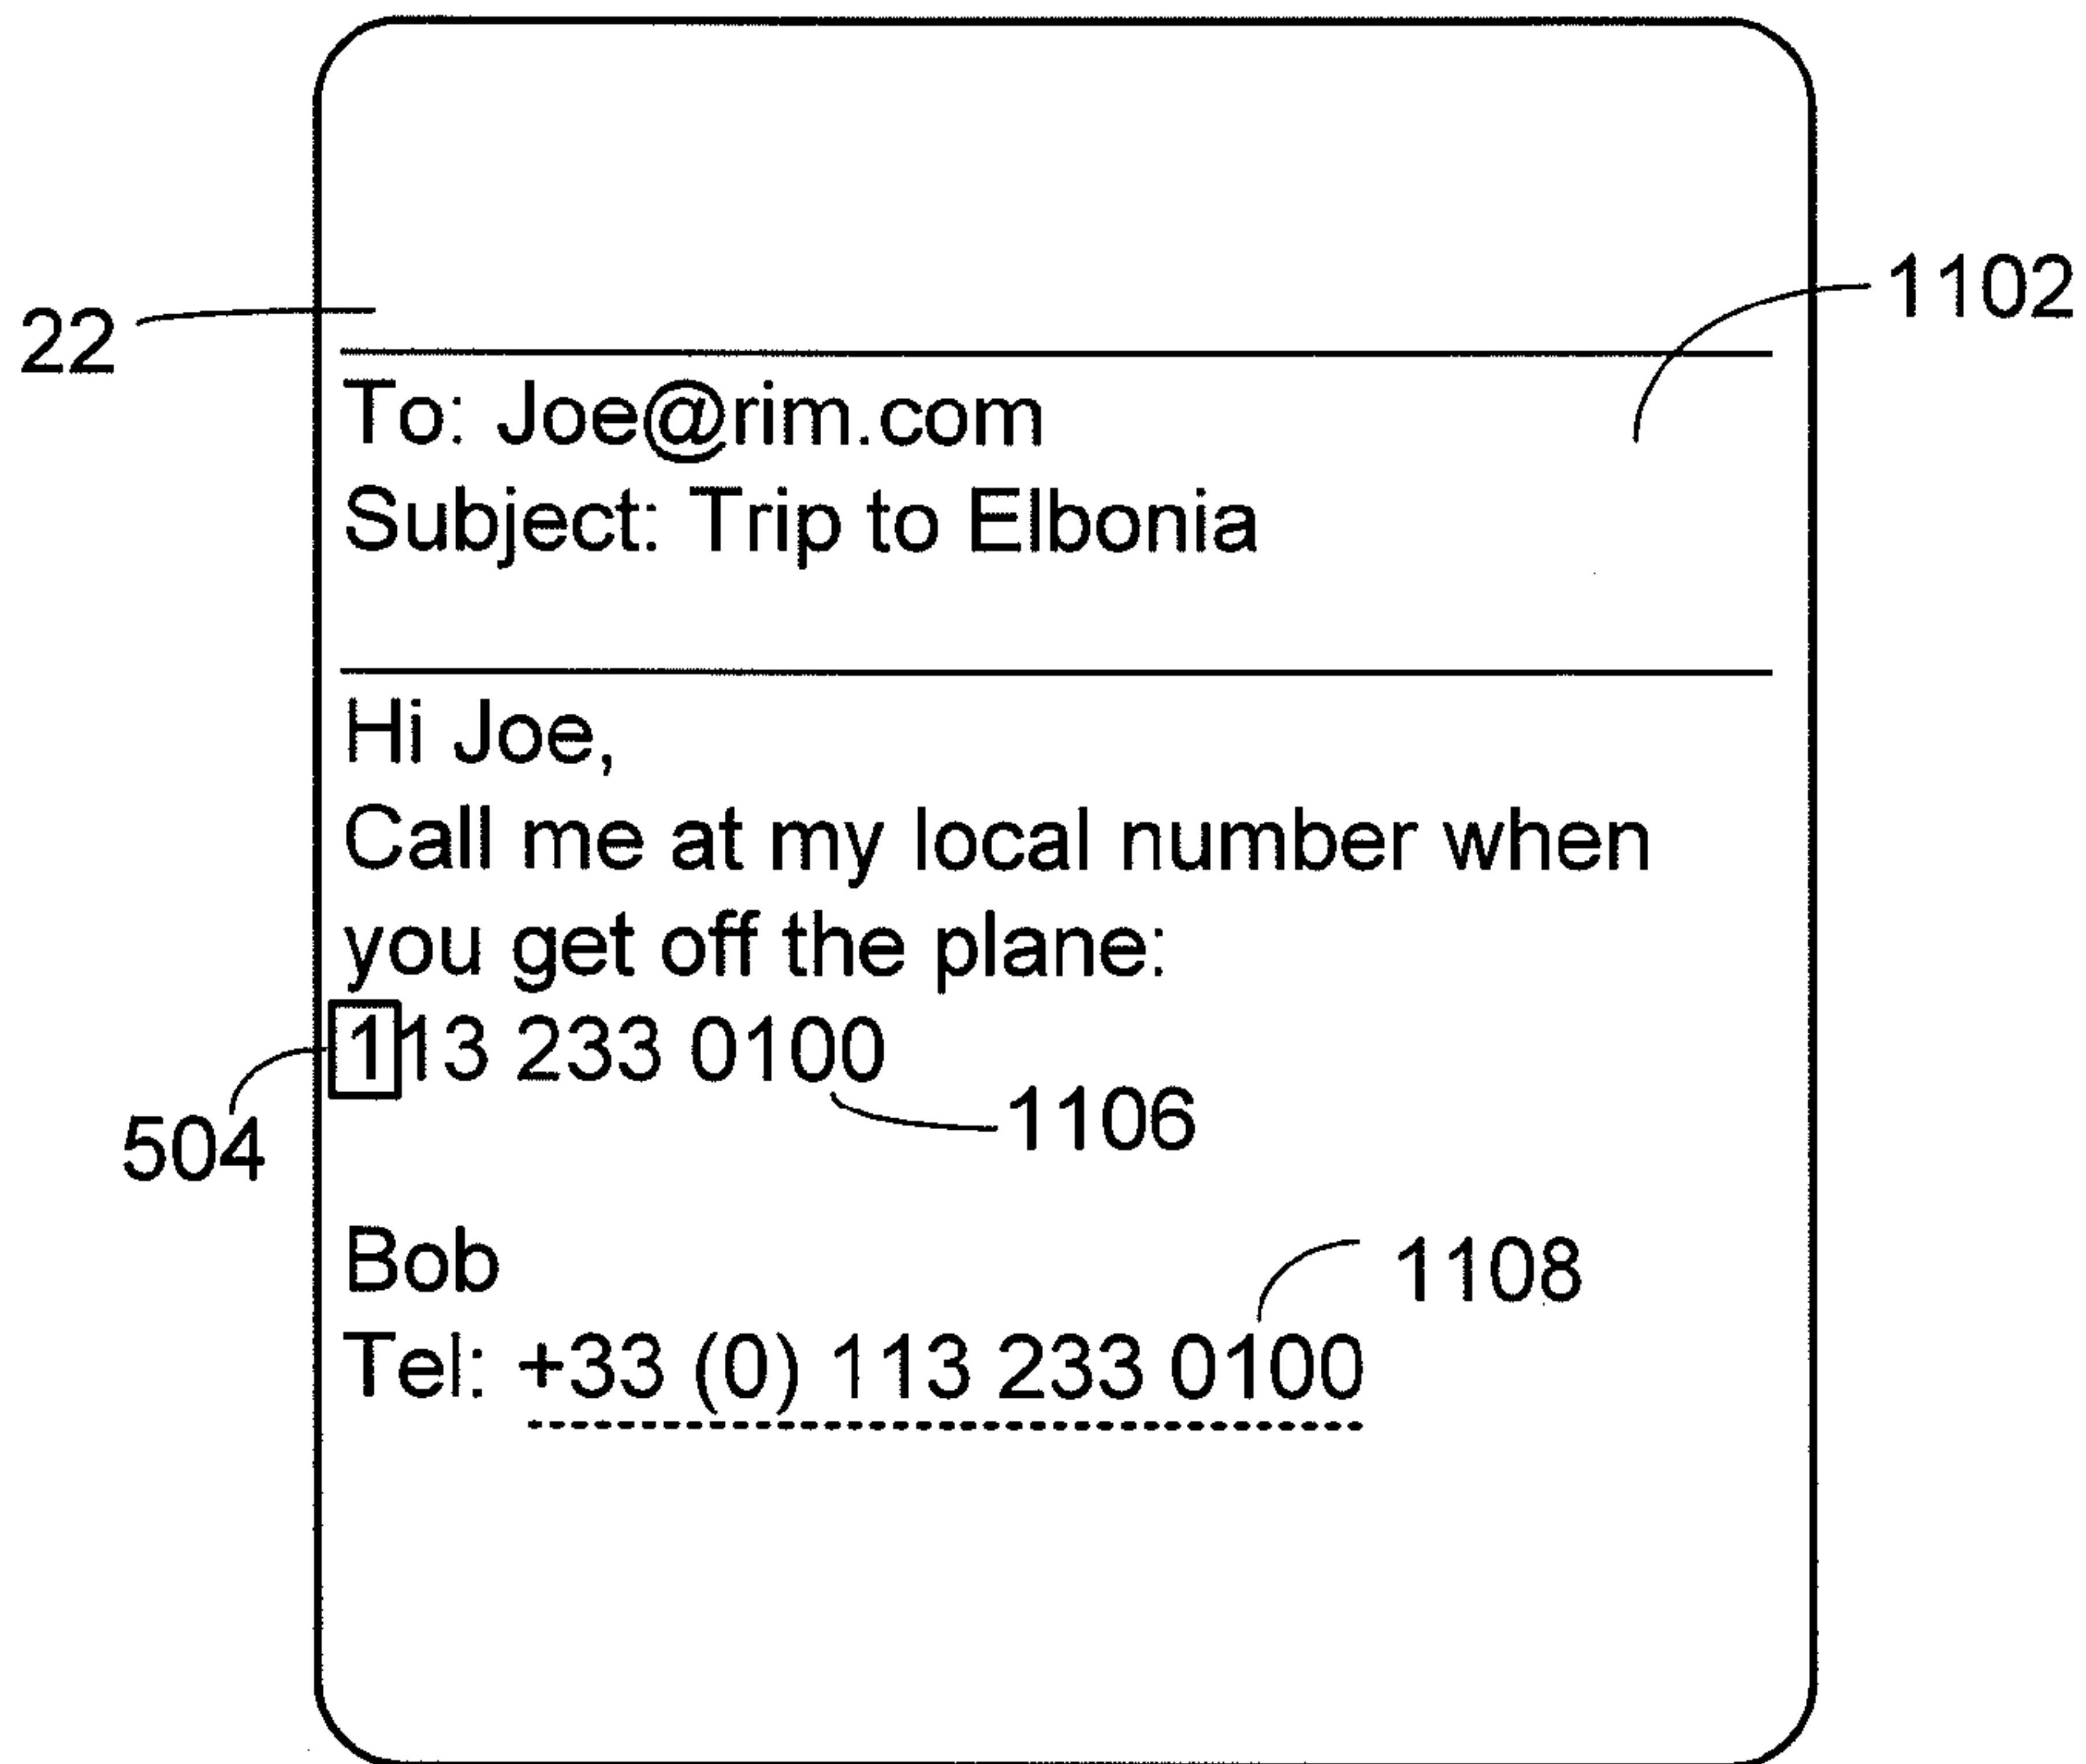 1102
22
To: Joe@rim.com
Subject: Trip to Elbonia
Hi Joe,
Call me at my local number when
you get off the plane:
113 233 0100
1106
504
Bob
1108
Tel: +33 (0) 113 233 0100